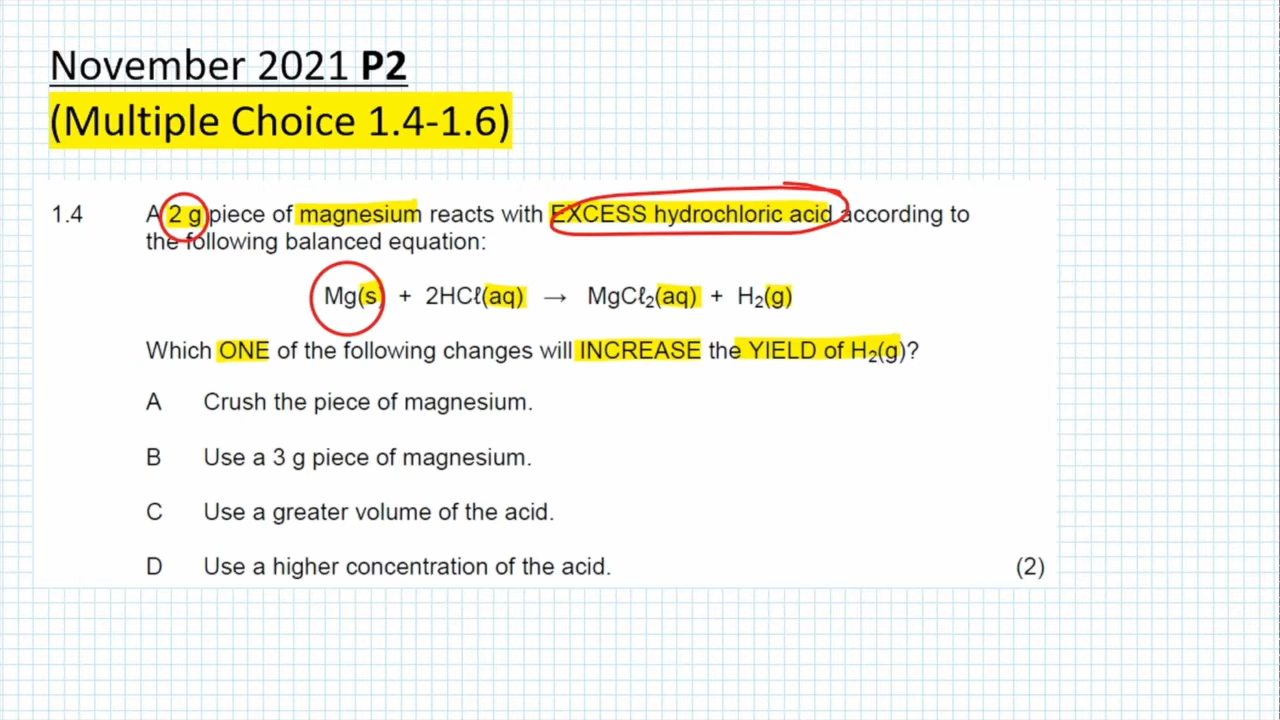 November 2021 P2
(Multiple Choice 1.4-1.6)
1.4 A 2 g piece of magnesium reacts with EXCESS hydrochloric acid according to
the following balanced equation:
Mg(s) + 2HCℓ(aq) → MgCℓ₂(aq) + H₂(g)
Which ONE of the following changes will INCREASE the YIELD of H₂(g)?
A Crush the piece of magnesium.
B Use a 3 g piece of magnesium.
C Use a greater volume of the acid.
D Use a higher concentration of the acid. (2)